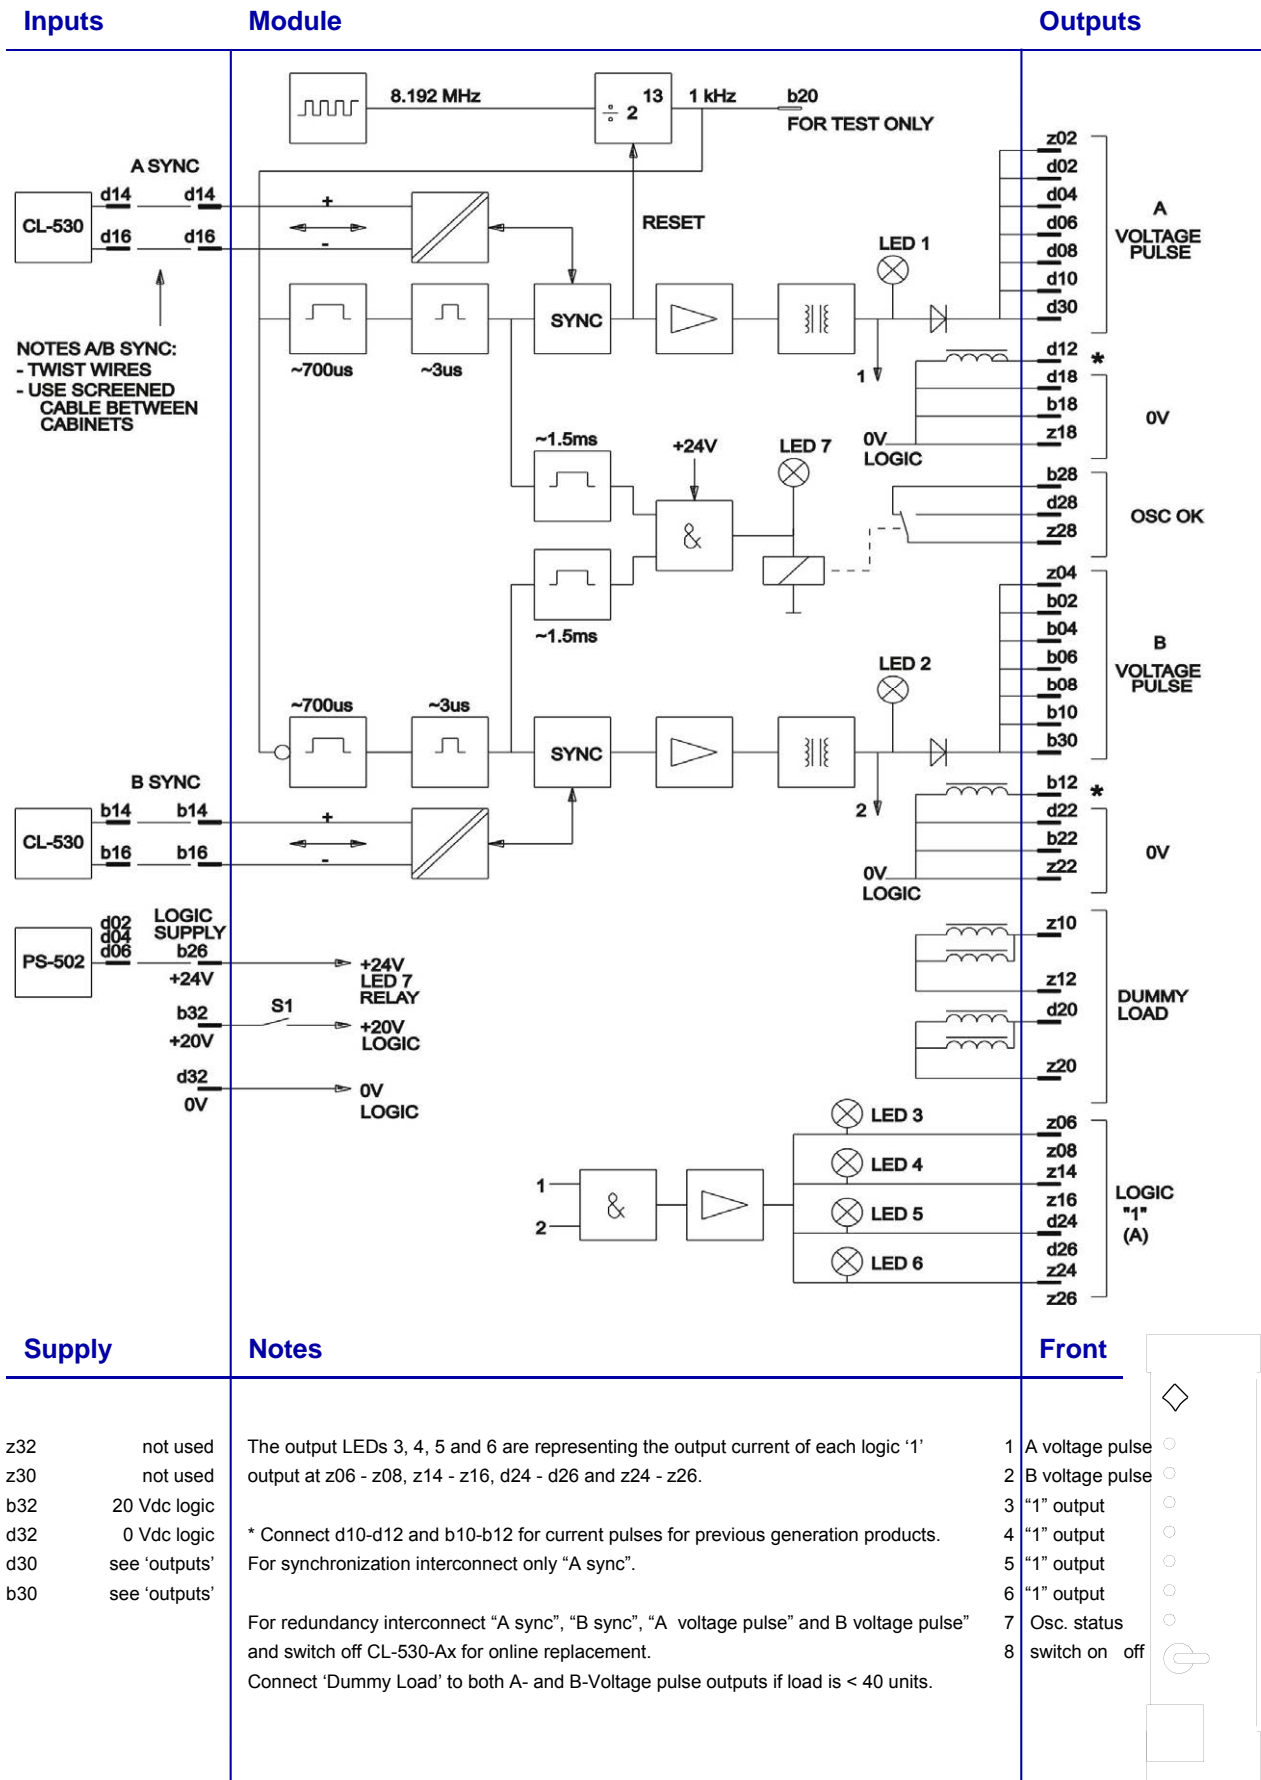 Inputs
Module
Outputs
8.192 MHz
÷ 2 13
1 kHz
b20
FOR TEST ONLY
A SYNC
CL-530
d14
d14
d16
d16
+
-
RESET
NOTES A/B SYNC:
- TWIST WIRES
- USE SCREENED
CABLE BETWEEN
CABINETS
~700us
~3us
SYNC
LED 1
1
z02
d02
d04
d06
d08
d10
d30
A
VOLTAGE
PULSE
d12
*
d18
b18
z18
0V
0V
LOGIC
~1.5ms
+24V
LED 7
&
~1.5ms
b28
d28
z28
OSC OK
z04
b02
b04
b06
b08
b10
b30
B
VOLTAGE
PULSE
LED 2
~700us
~3us
SYNC
2
B SYNC
CL-530
b14
b14
b16
b16
+
-
b12
*
d22
b22
z22
0V
0V
LOGIC
PS-502
d02
d04
d06
LOGIC
SUPPLY
b26
+24V
+24V
LED 7
RELAY
b32
+20V
S1
+20V
LOGIC
d32
0V
0V
LOGIC
z10
z12
d20
z20
DUMMY
LOAD
1
2
&
LED 3
LED 4
LED 5
LED 6
z06
z08
z14
z16
d24
d26
z24
z26
LOGIC
"1"
(A)
Supply
Notes
Front
z32 not used
z30 not used
b32 20 Vdc logic
d32 0 Vdc logic
d30 see ‘outputs’
b30 see ‘outputs’
The output LEDs 3, 4, 5 and 6 are representing the output current of each logic ‘1’
output at z06 - z08, z14 - z16, d24 - d26 and z24 - z26.
* Connect d10-d12 and b10-b12 for current pulses for previous generation products.
For synchronization interconnect only “A sync”.
For redundancy interconnect “A sync”, “B sync”, “A voltage pulse” and B voltage pulse”
and switch off CL-530-Ax for online replacement.
Connect ‘Dummy Load’ to both A- and B-Voltage pulse outputs if load is < 40 units.
1 A voltage pulse
2 B voltage pulse
3 “1” output
4 “1” output
5 “1” output
6 “1” output
7 Osc. status
8 switch on off